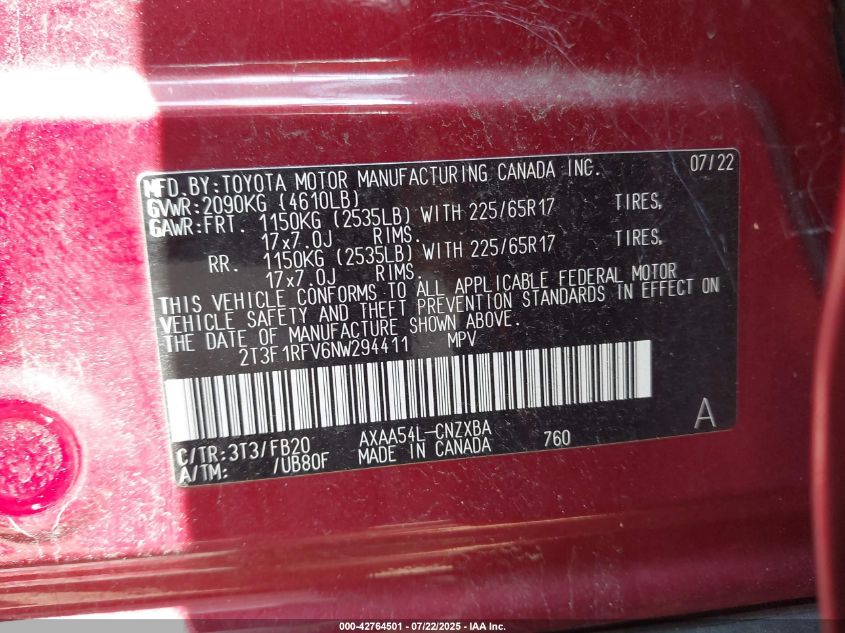 MFD.BY:TOYOTA MOTOR MANUFACTURING CANADA INC. 07/22
GVWR:2090KG (4610LB)
GAWR:FRT. 1150KG (2535LB) WITH 225/65R17 TIRES,
17x7.0J RIMS.
RR. 1150KG (2535LB) WITH 225/65R17 TIRES,
17x7.0J RIMS.
THIS VEHICLE CONFORMS TO ALL APPLICABLE FEDERAL MOTOR
VEHICLE SAFETY AND THEFT PREVENTION STANDARDS IN EFFECT ON
THE DATE OF MANUFACTURE SHOWN ABOVE.
2T3F1RFV6NW294411 MPV
C/TR:3T3/FB20 AXAA54L-CNZXBA 760 A
A/TM: /UB80F MADE IN CANADA
000-42764501 - 07/22/2025 - IAA Inc.